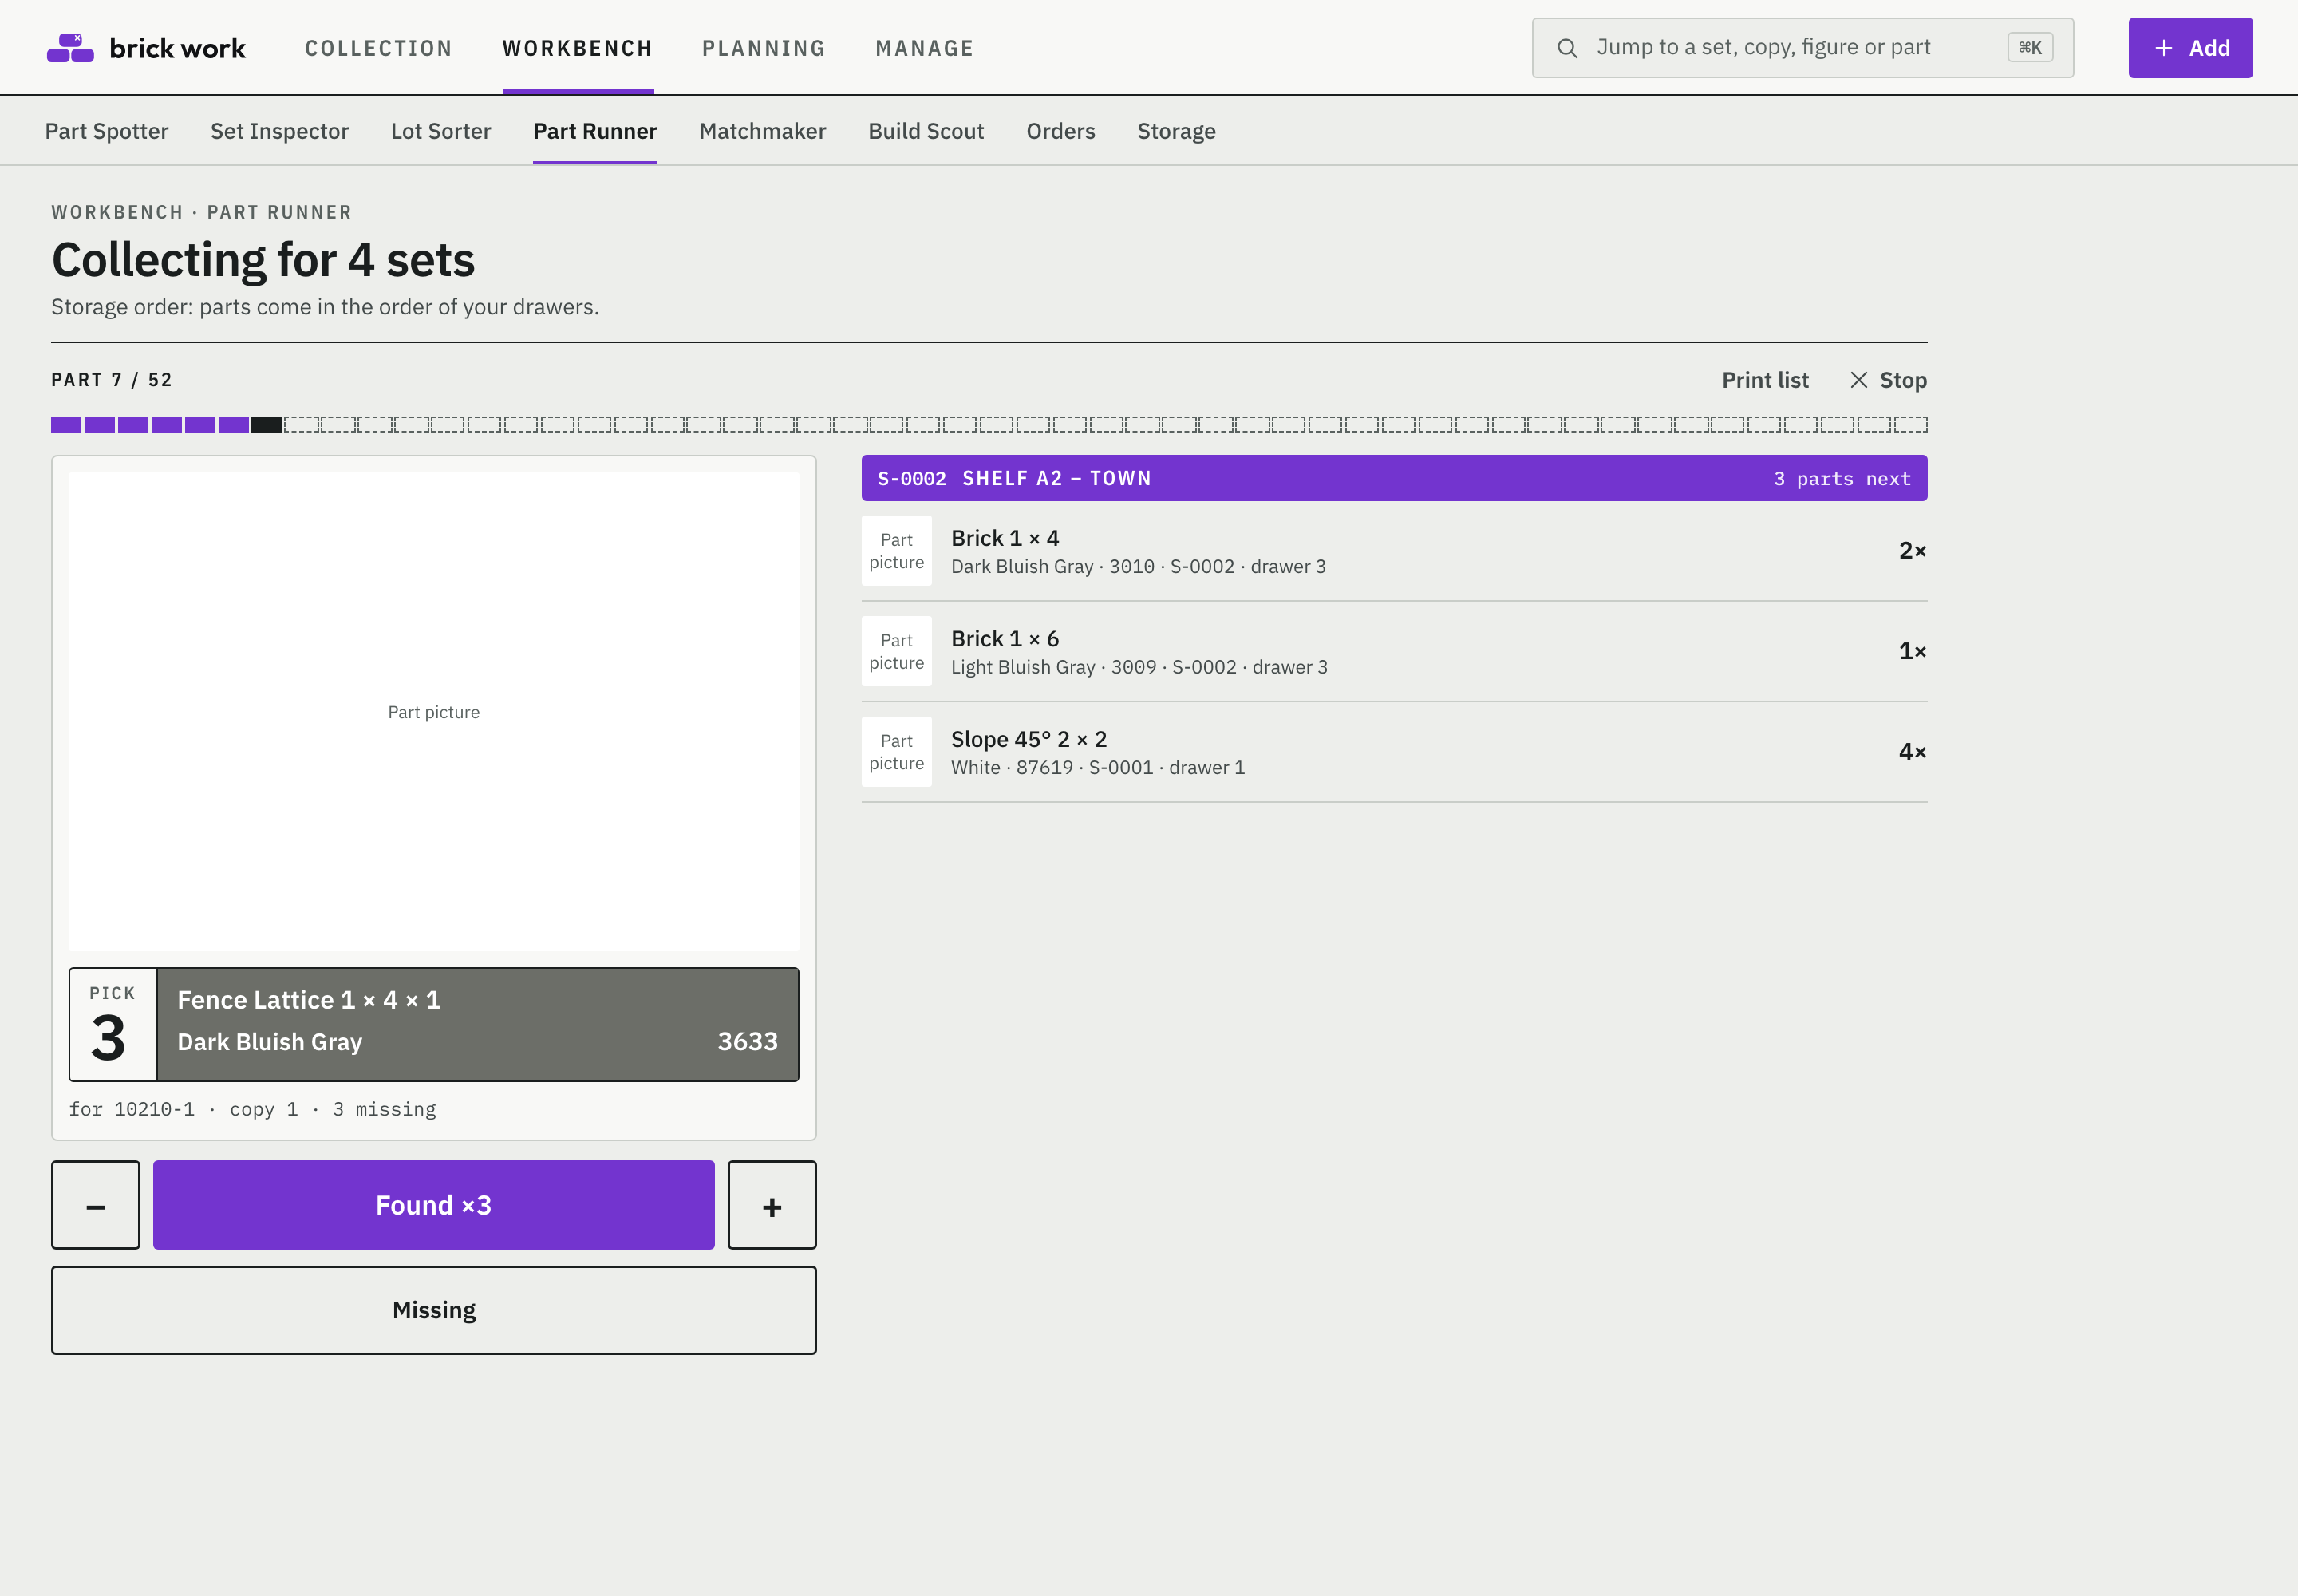 brick work
COLLECTION
WORKBENCH
PLANNING
MANAGE
Jump to a set, copy, figure or part
⌘K
+ Add
Part Spotter
Set Inspector
Lot Sorter
Part Runner
Matchmaker
Build Scout
Orders
Storage
WORKBENCH · PART RUNNER
Collecting for 4 sets
Storage order: parts come in the order of your drawers.
PART 7 / 52
Print list
Stop
Part picture
PICK
3
Fence Lattice 1 × 4 × 1
Dark Bluish Gray
3633
for 10210-1 · copy 1 · 3 missing
−
Found ×3
+
Missing
S-0002 SHELF A2 – TOWN
3 parts next
Part
picture
Brick 1 × 4
Dark Bluish Gray · 3010 · S-0002 · drawer 3
2×
Part
picture
Brick 1 × 6
Light Bluish Gray · 3009 · S-0002 · drawer 3
1×
Part
picture
Slope 45° 2 × 2
White · 87619 · S-0001 · drawer 1
4×